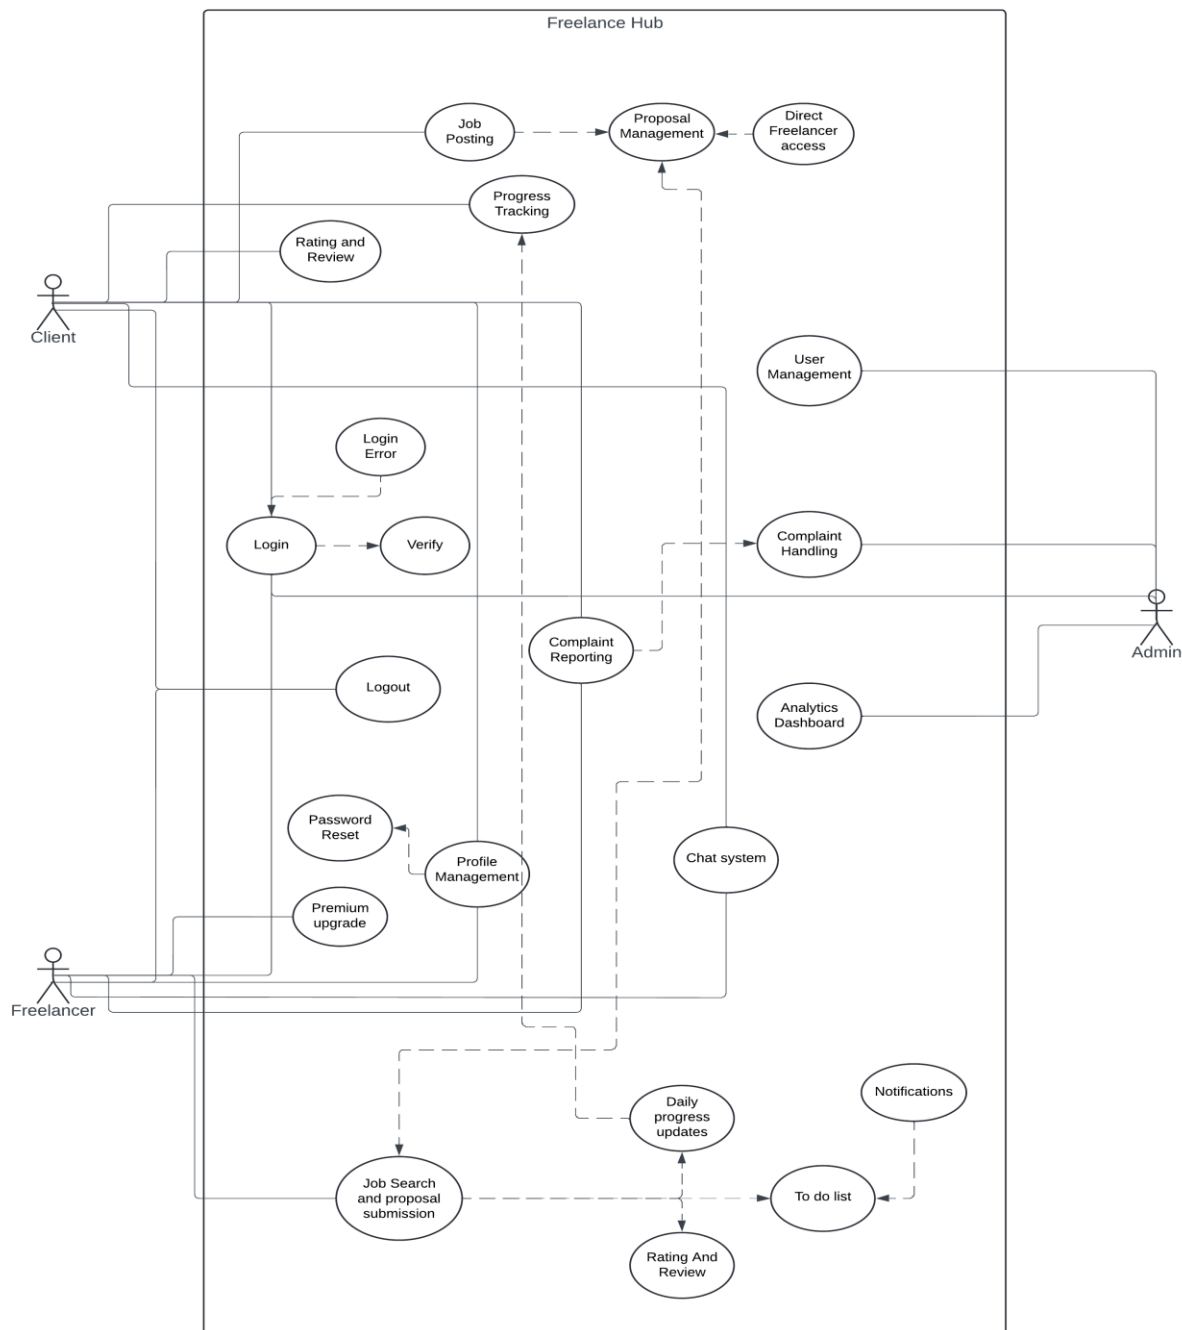 Freelance Hub
Job
Posting
Proposal
Management
Direct
Freelancer
access
Progress
Tracking
Rating and
Review
Client
User
Management
Login
Error
Login
Verify
Complaint
Handling
Complaint
Reporting
Admin
Logout
Analytics
Dashboard
Password
Reset
Profile
Management
Chat system
Premium
upgrade
Freelancer
Daily
progress
updates
Notifications
Job Search
and proposal
submission
To do list
Rating And
Review